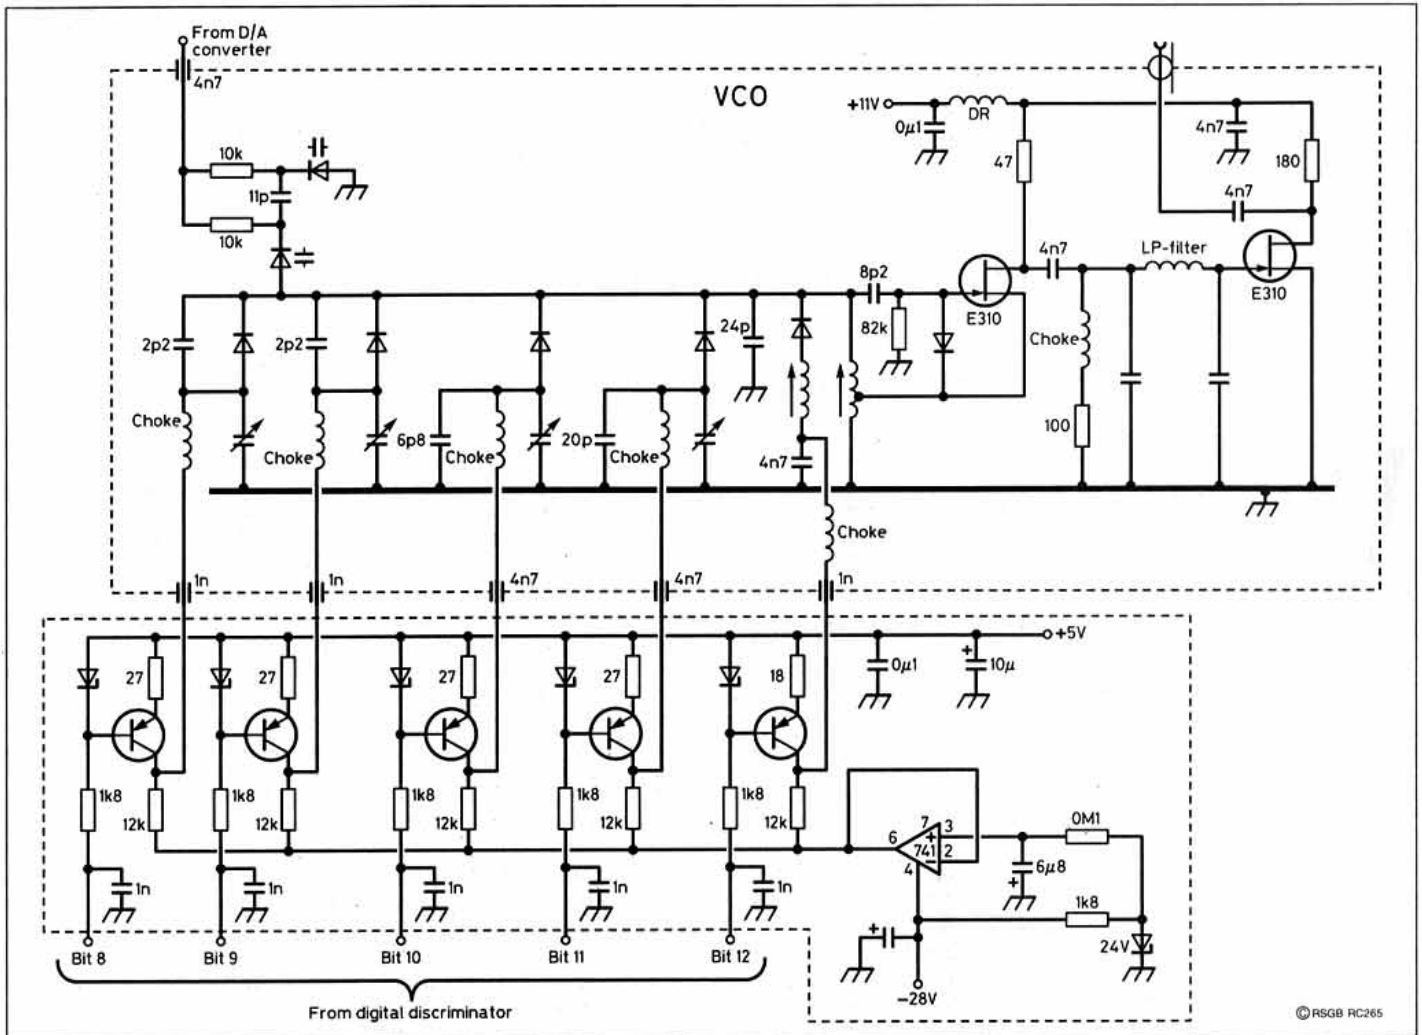 From D/A
converter
4n7
VCO
+11V
DR
0µ1
4n7
47
180
10k
11p
4n7
10k
4n7
LP-filter
8p2
E310
E310
2p2
2p2
24p
82k
Choke
Choke
Choke
6p8
Choke
20p
Choke
4n7
100
Choke
1n
1n
4n7
4n7
1n
+5V
27
27
27
27
18
0µ1
+
10µ
1k8
1k8
1k8
1k8
1k8
12k
12k
12k
12k
12k
7
3
0M1
6
+
741
2
4
–
6µ8
+
1n
1n
1n
1n
1n
1k8
+
24V
Bit 8
Bit 9
Bit 10
Bit 11
Bit 12
–28V
From digital discriminator
© RSGB RC265